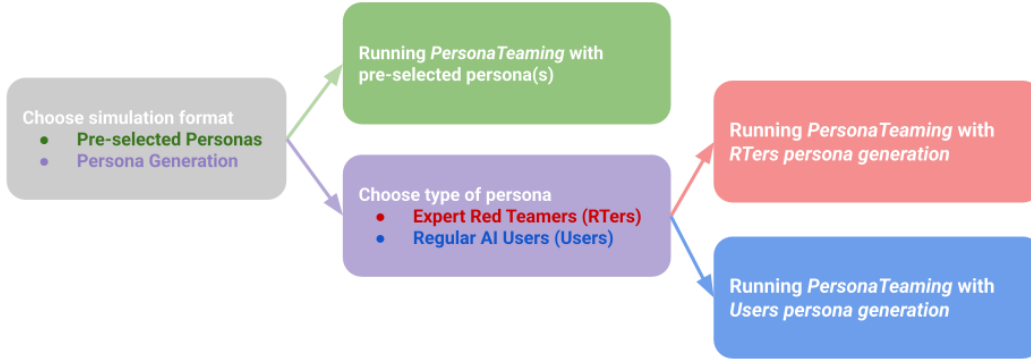 Choose simulation format
● Pre-selected Personas
● Persona Generation
Running PersonaTeaming with
pre-selected persona(s)
Choose type of persona
● Expert Red Teamers (RTers)
● Regular AI Users (Users)
Running PersonaTeaming with
RTers persona generation
Running PersonaTeaming with
Users persona generation